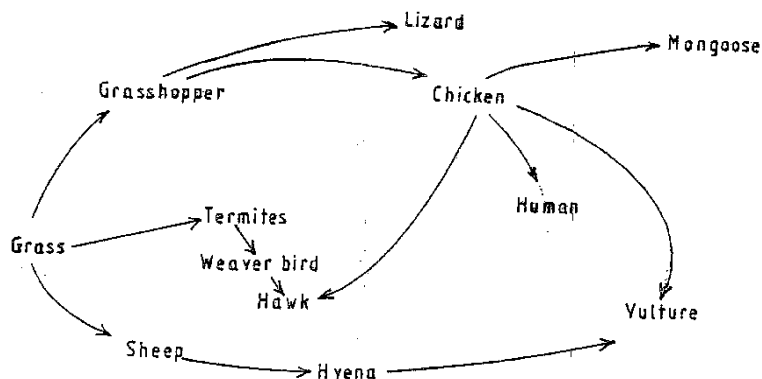 Lizard
Mongoose
Grasshopper
Chicken
Termites
Human
Grass
Weaver bird
Hawk
Vulture
Sheep
Hyena